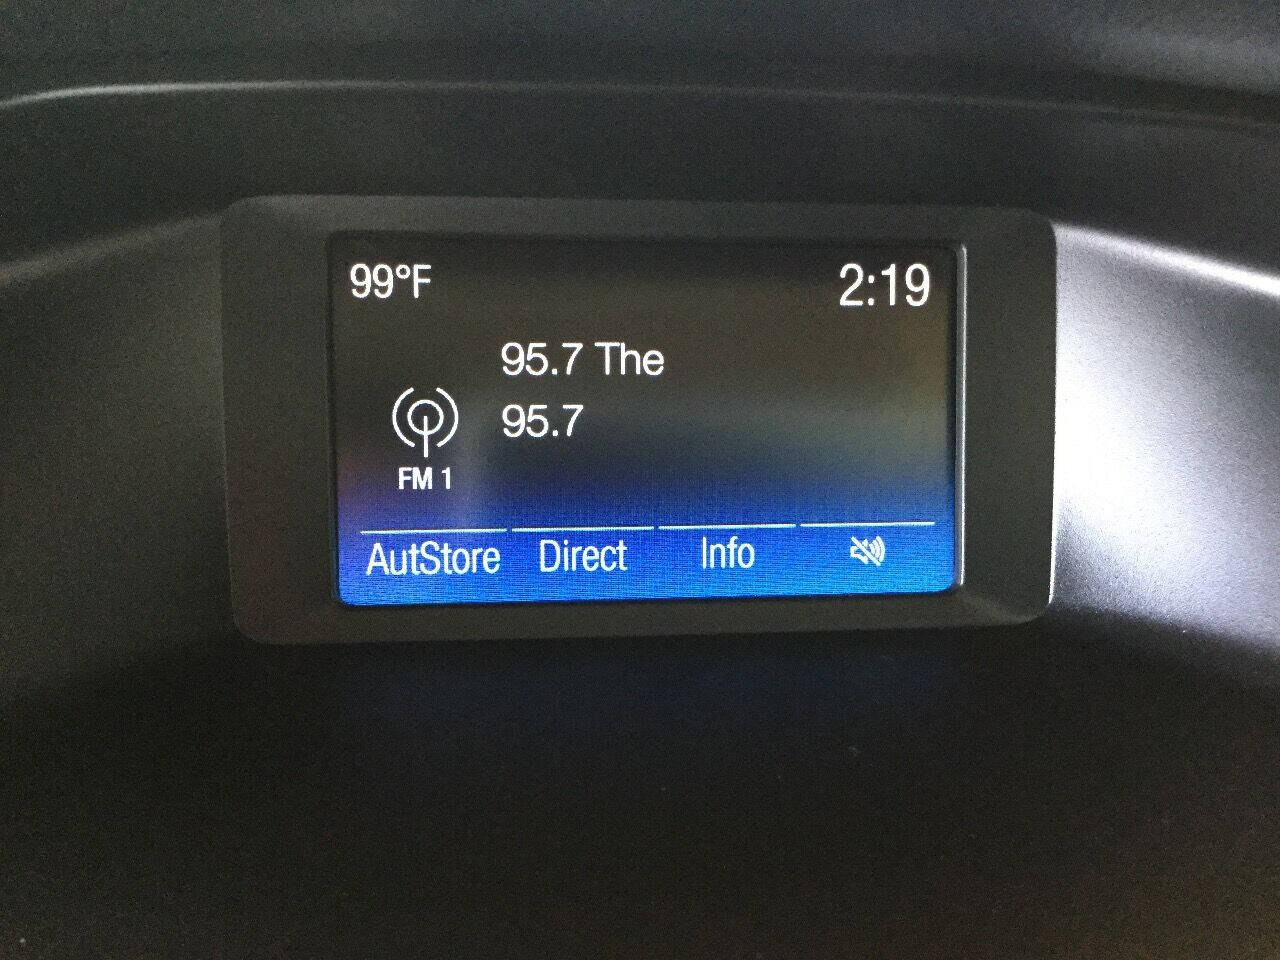 99°F 2:19
95.7 The
95.7
FM 1
AutStore Direct Info